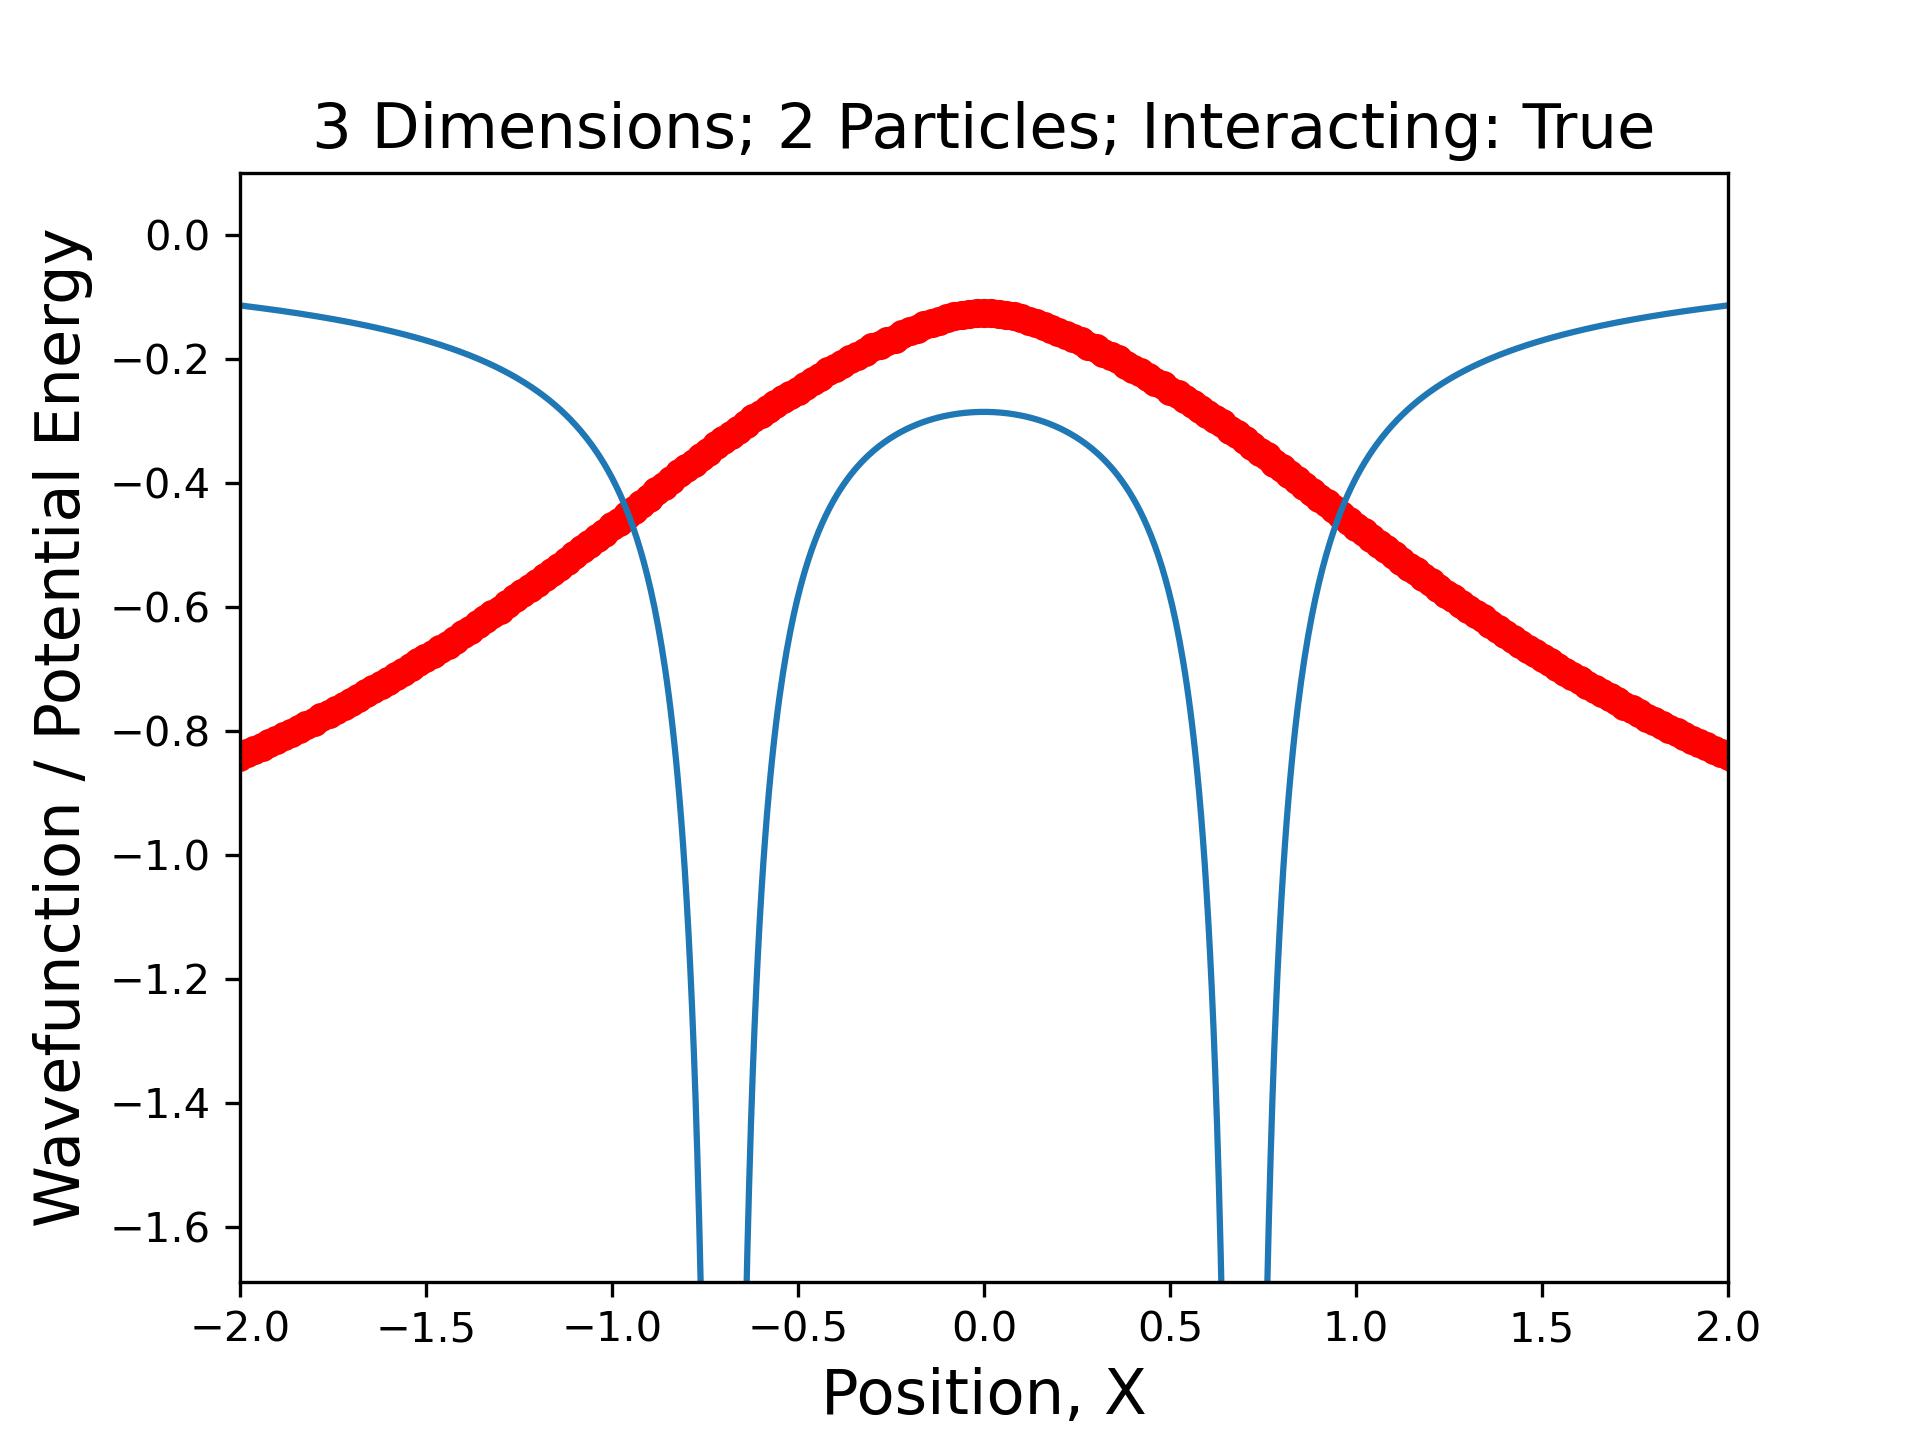 3 Dimensions; 2 Particles; Interacting: True
Wavefunction / Potential Energy
0.0
−0.2
−0.4
−0.6
−0.8
−1.0
−1.2
−1.4
−1.6
−2.0 −1.5 −1.0 −0.5 0.0 0.5 1.0 1.5 2.0
Position, X